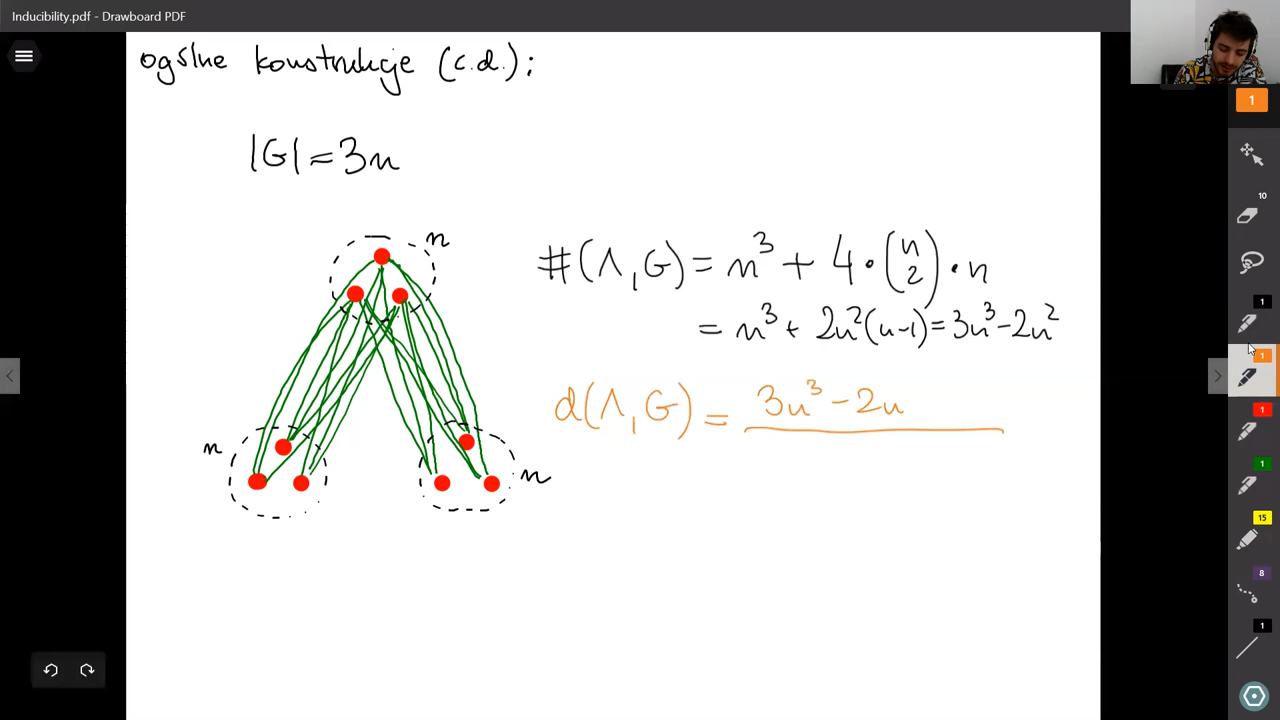 Inducibility.pdf - Drawboard PDF
ogólne konstrukcje (c.d.):
|G| = 3n
n
#(Λ, G) = n³ + 4 · (n 2) · n
= n³ + 2n²(n-1) = 3n³ - 2n²
d(Λ, G) = 3n³ - 2n
n
n
1
10
1
1
1
1
15
8
1